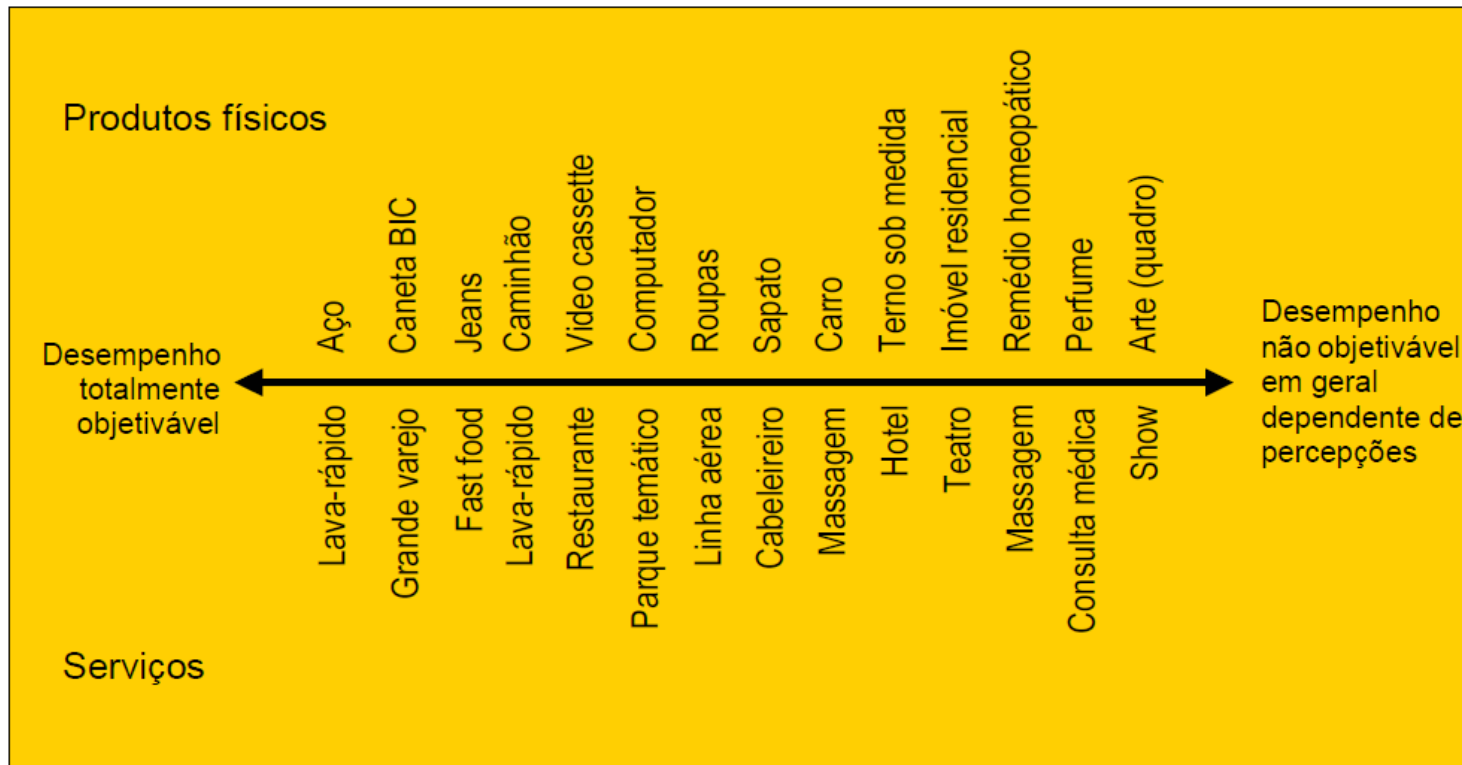 Produtos físicos
Aço
Caneta BIC
Jeans
Caminhão
Vídeo cassette
Computador
Roupas
Sapato
Carro
Terno sob medida
Imóvel residencial
Remédio homeopático
Perfume
Arte (quadro)
Desempenho
totalmente
objetivável
Desempenho
não objetivável
em geral
dependente de
percepções
Lava-rápido
Grande varejo
Fast food
Lava-rápido
Restaurante
Parque temático
Linha aérea
Cabeleireiro
Massagem
Hotel
Teatro
Massagem
Consulta médica
Show
Serviços